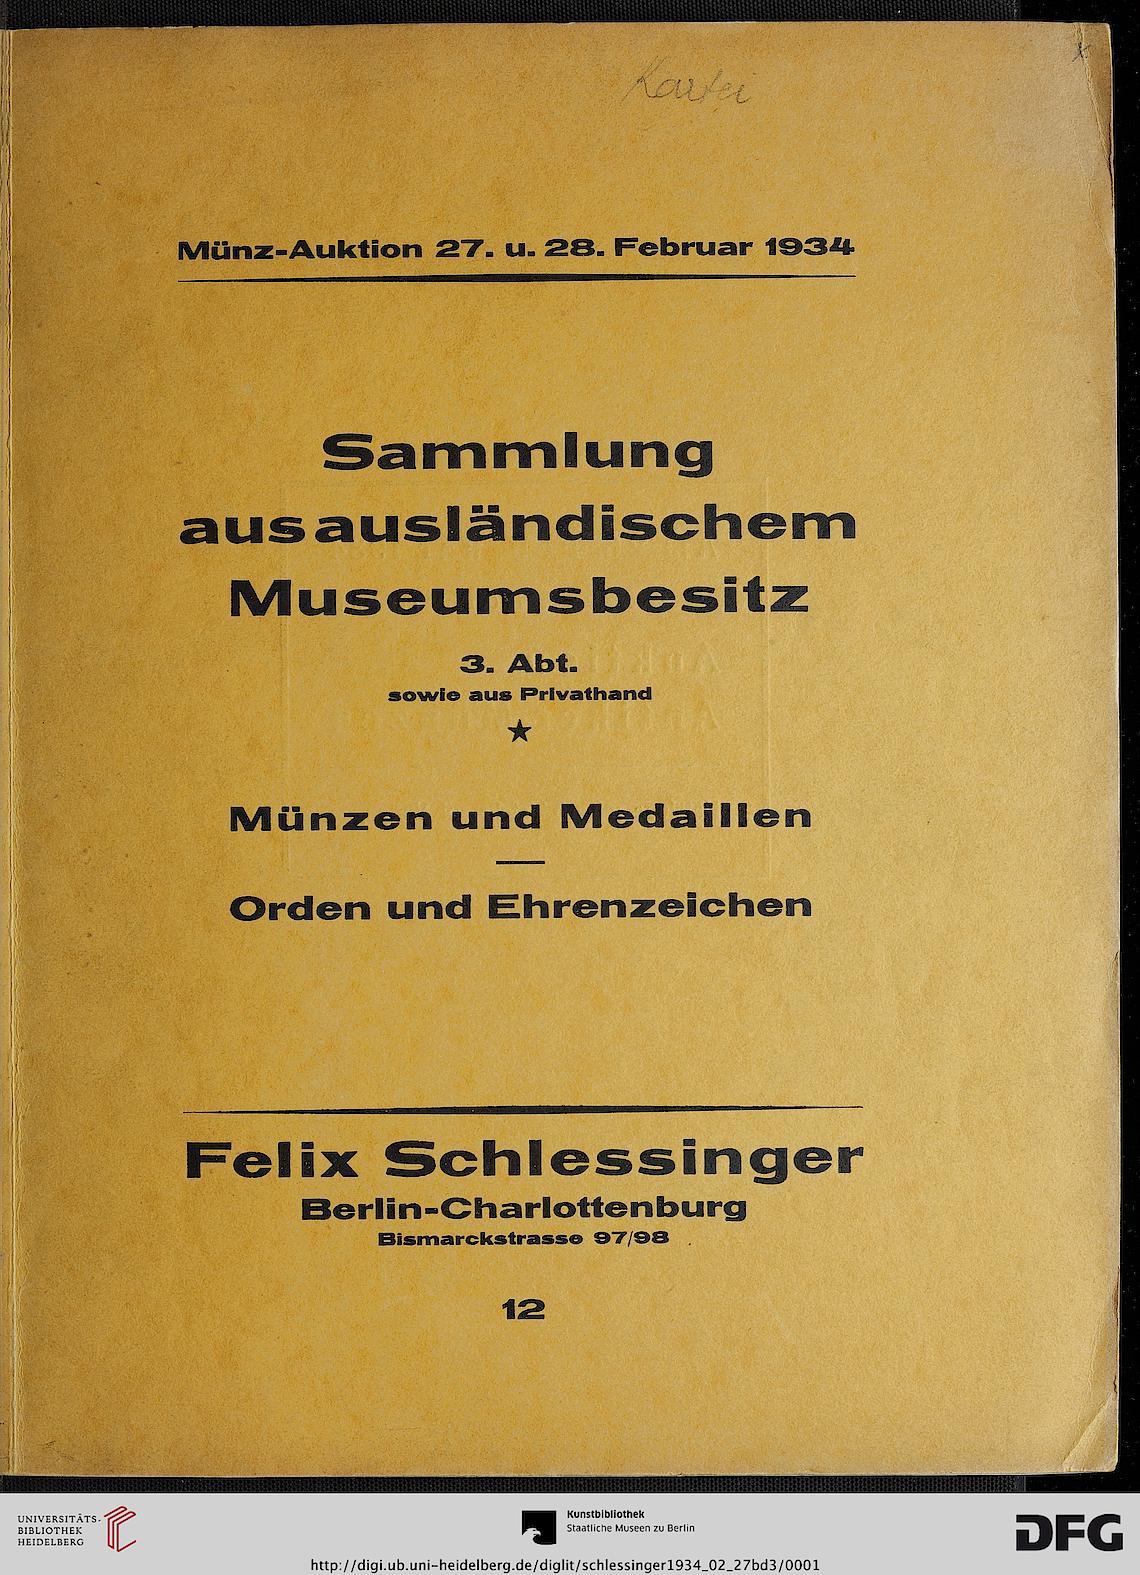 Kartei
x
Münz-Auktion 27. u. 28. Februar 1934
Sammlung
aus ausländischem
Museumsbesitz
3. Abt.
sowie aus Privathand
Münzen und Medaillen
Orden und Ehrenzeichen
Felix Schlessinger
Berlin-Charlottenburg
Bismarckstrasse 97/98
12
UNIVERSITÄTS-
BIBLIOTHEK
HEIDELBERG
Kunstbibliothek
Staatliche Museen zu Berlin
DFG
http://digi.ub.uni-heidelberg.de/diglit/schlessinger1934_02_27bd3/0001